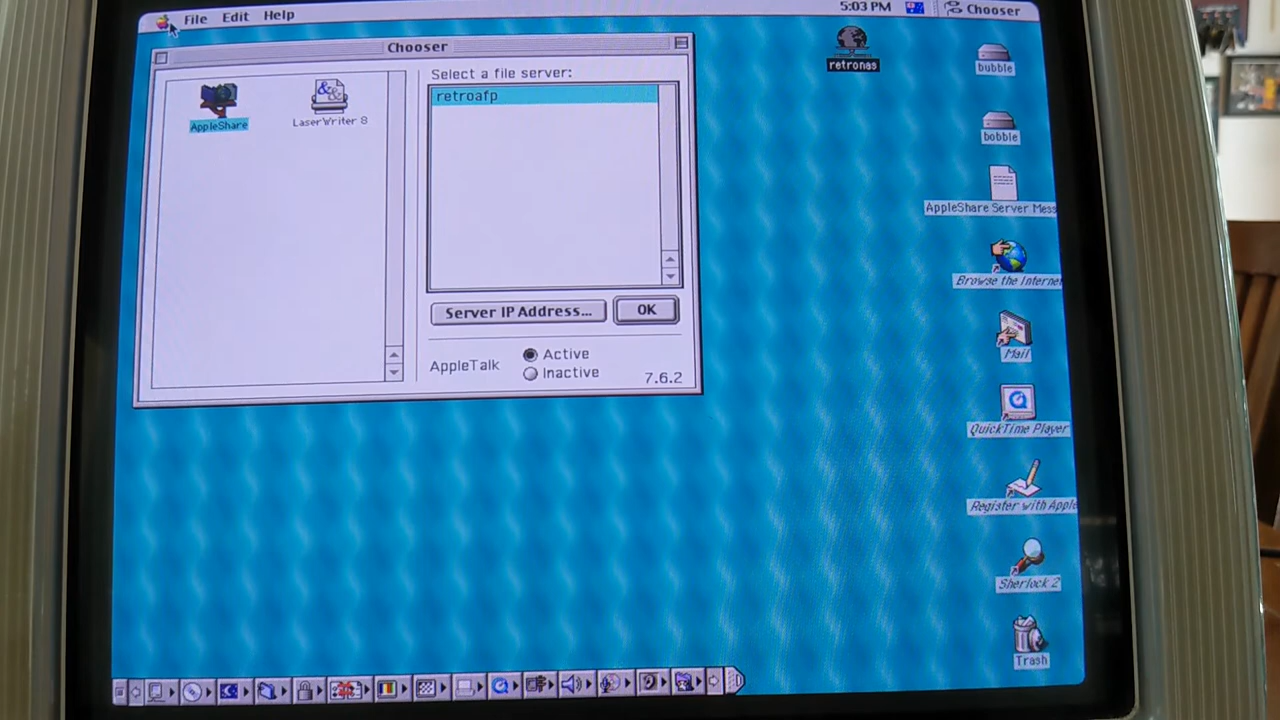 File Edit Help
5:03 PM
Chooser
Chooser
Select a file server:
AppleShare
LaserWriter 8
retroafp
Server IP Address...
OK
AppleTalk
Active
Inactive
7.6.2
retronas
bubble
bobble
AppleShare Server Mess
Browse the Internet
Mail
QuickTime Player
Register with Apple
Sherlock 2
Trash